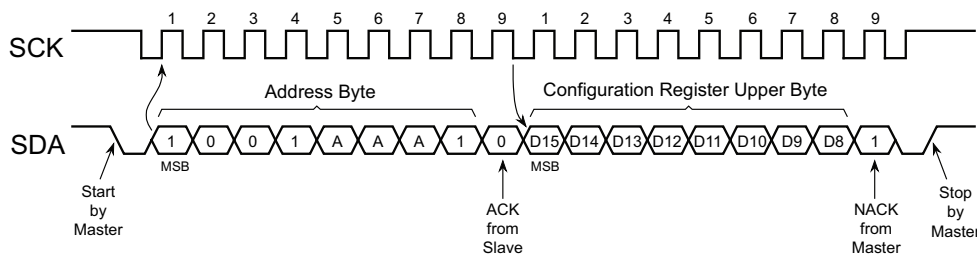 1 2 3 4 5 6 7 8 9 1 2 3 4 5 6 7 8 9
SCK
Address Byte
Configuration Register Upper Byte
SDA
1 0 0 1 A A A 1 0 D15 D14 D13 D12 D11 D10 D9 D8 1
MSB
MSB
Start
by
Master
ACK
from
Slave
NACK
from
Master
Stop
by
Master